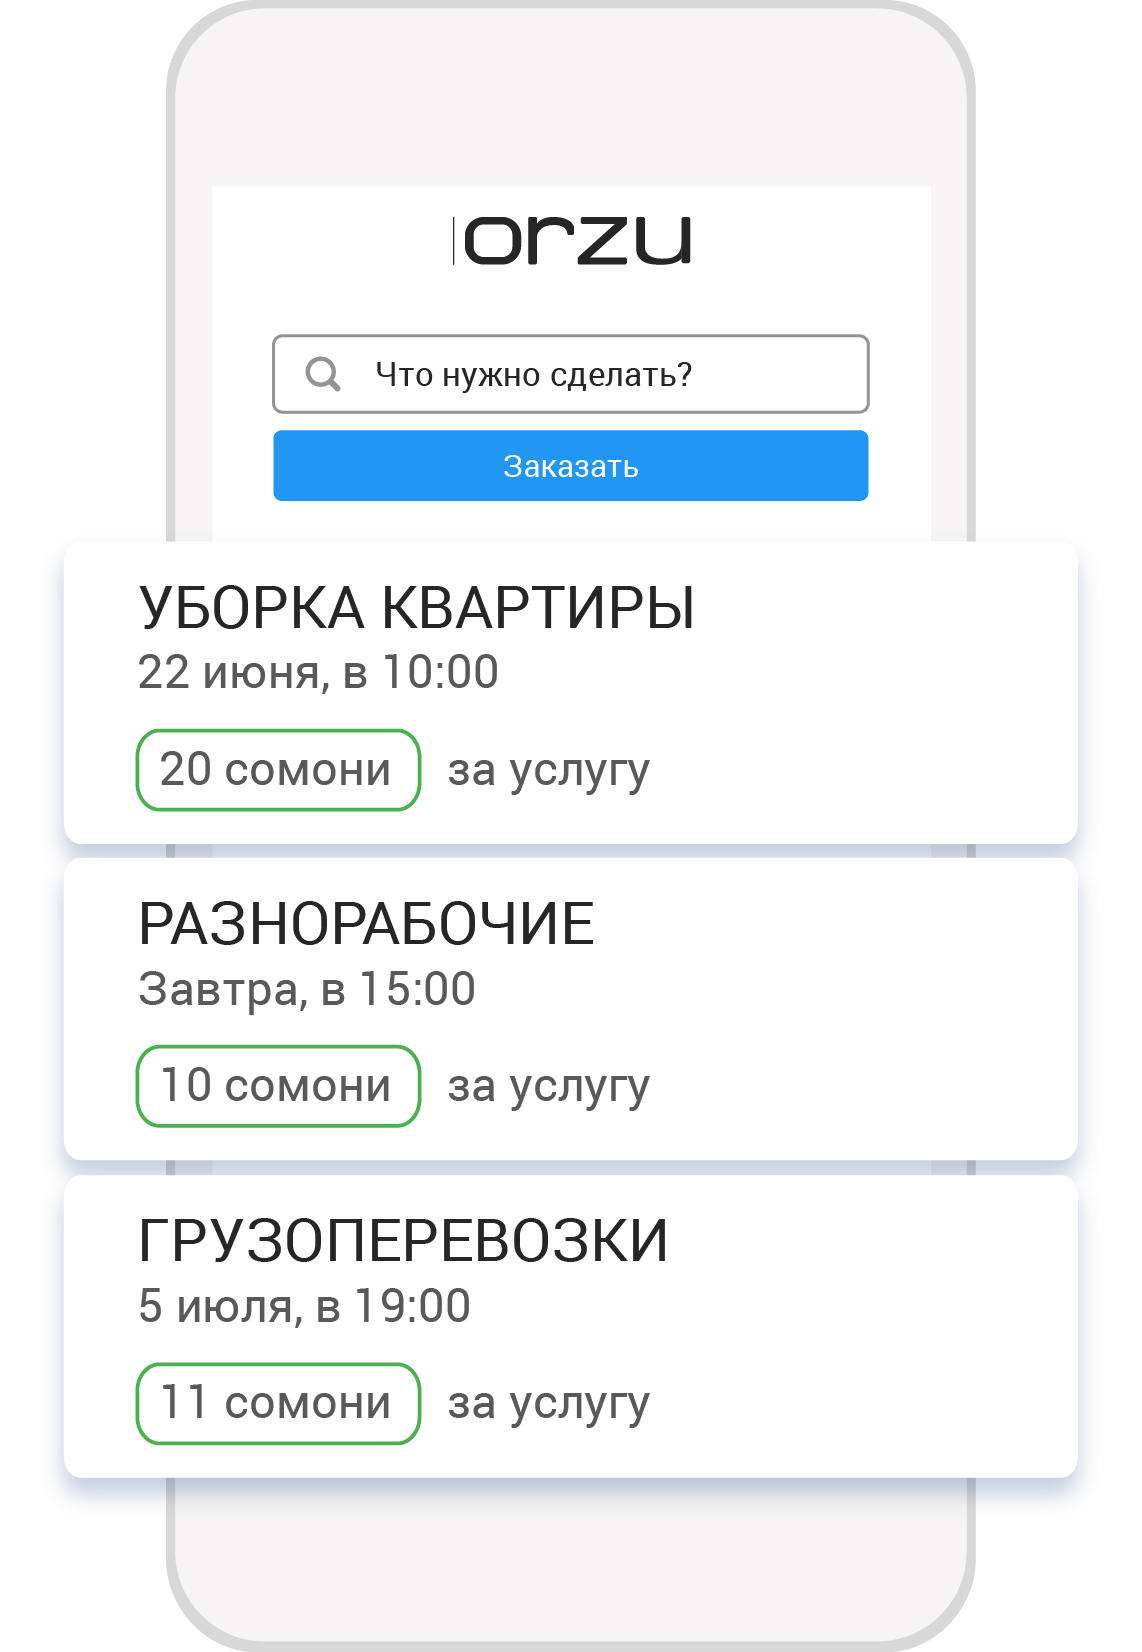 orzu
Что нужно сделать?
Заказать
УБОРКА КВАРТИРЫ
22 июня, в 10:00
20 сомони за услугу
РАЗНОРАБОЧИЕ
Завтра, в 15:00
10 сомони за услугу
ГРУЗОПЕРЕВОЗКИ
5 июля, в 19:00
11 сомони за услугу